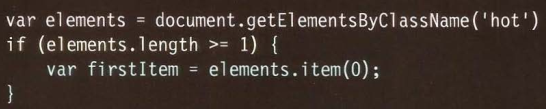 var elements = document.getElementsByClassName('hot')
if (elements.length >= 1) {
    var firstItem = elements.item(0);
}